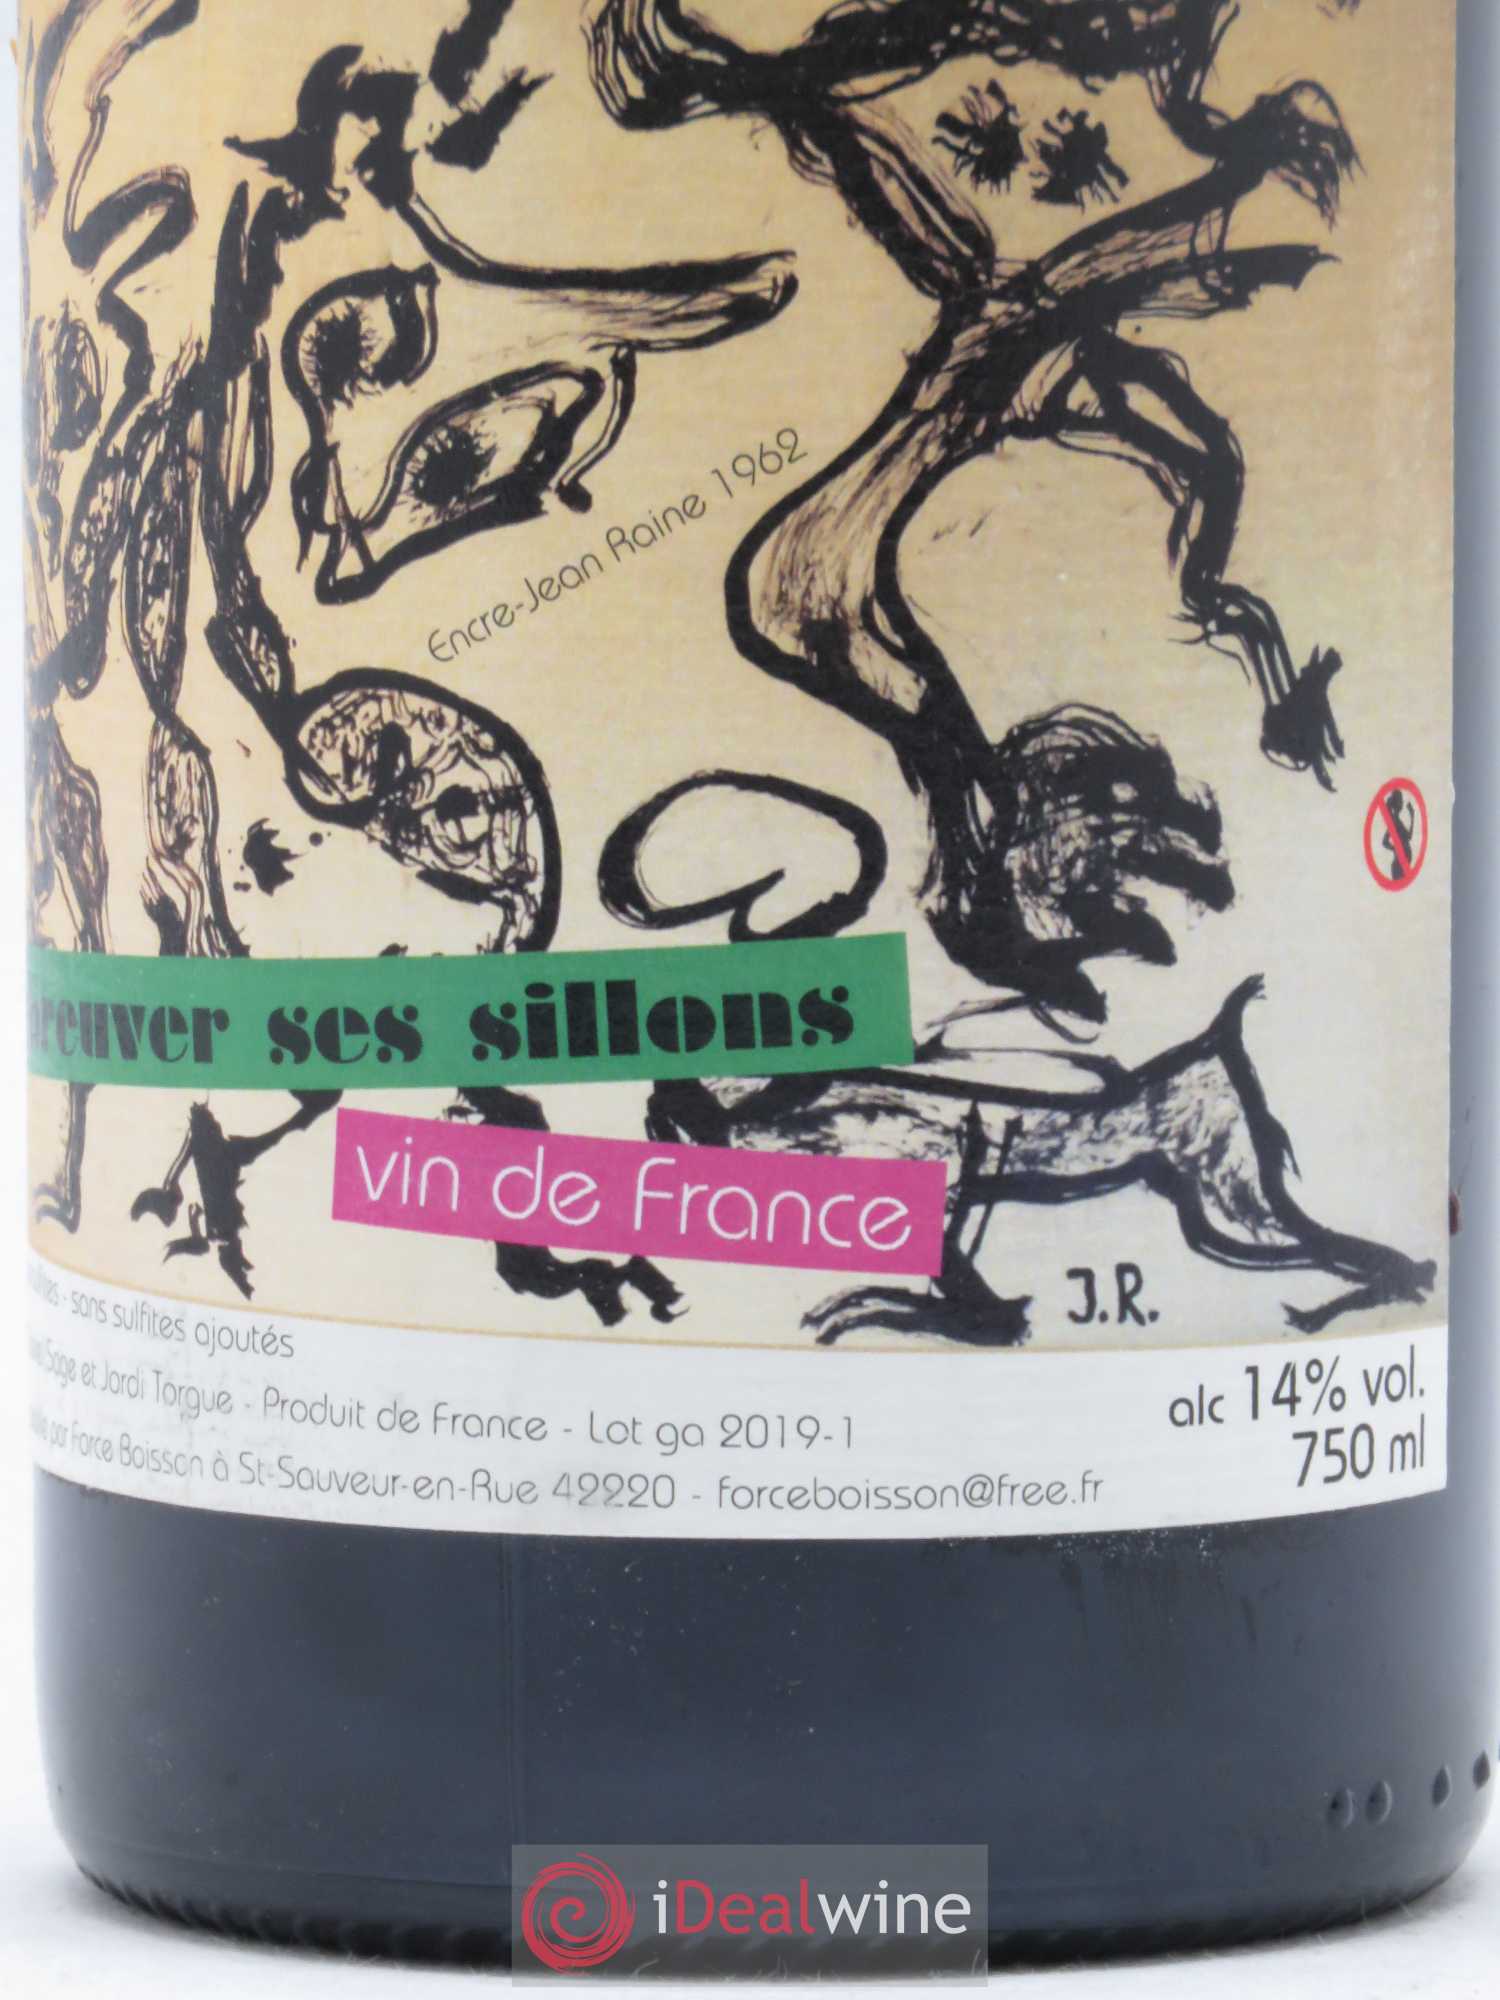 Encre-Jean Raine 1962
ses sillons
vin de France
J.R.
- sans sulfites ajoutés
Sage et Jordi Torgue - Produit de France - Lot ga 2019-1
par Force Boisson à St-Sauveur-en-Rue 42220 - forceboisson@free.fr
alc 14% vol.
750 ml
iDealwine